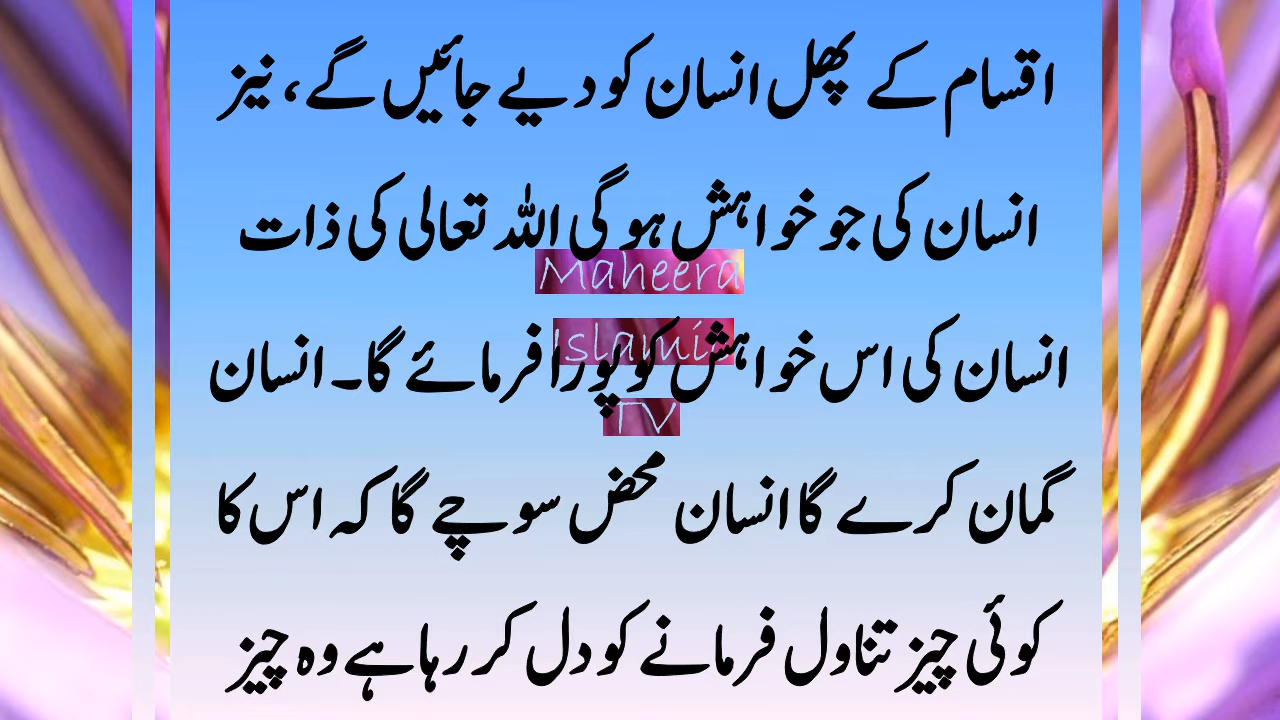 اقسام کے پھل انسان کو دیے جائیں گے، نیز
انسان کی جو خواہش ہو گی اللہ تعالی کی ذات
Maheera
انسان کی اس خواہش کو پورا فرمائے گا۔ انسان
Islamic
TV
گمان کرے گا انسان محض سوچے گا کہ اس کا
کوئی چیز تناول فرمانے کو دل کر رہا ہے وہ چیز